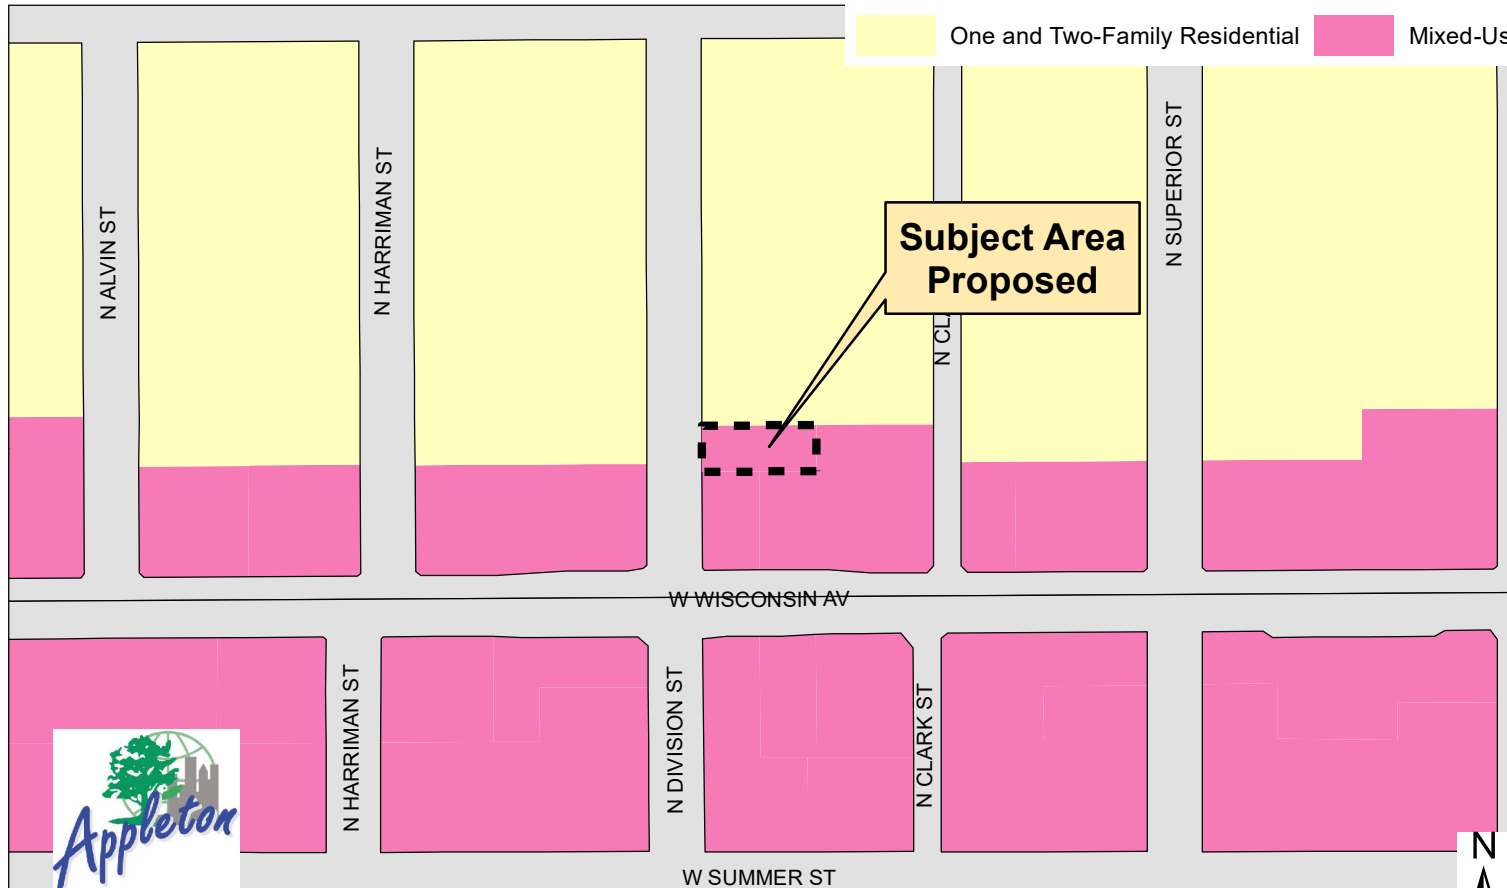 One and Two-Family Residential
Mixed-Us
N ALVIN ST
N HARRIMAN ST
N SUPERIOR ST
Subject Area
Proposed
N CLA
W WISCONSIN AV
N HARRIMAN ST
N DIVISION ST
N CLARK ST
Appleton
W SUMMER ST
N